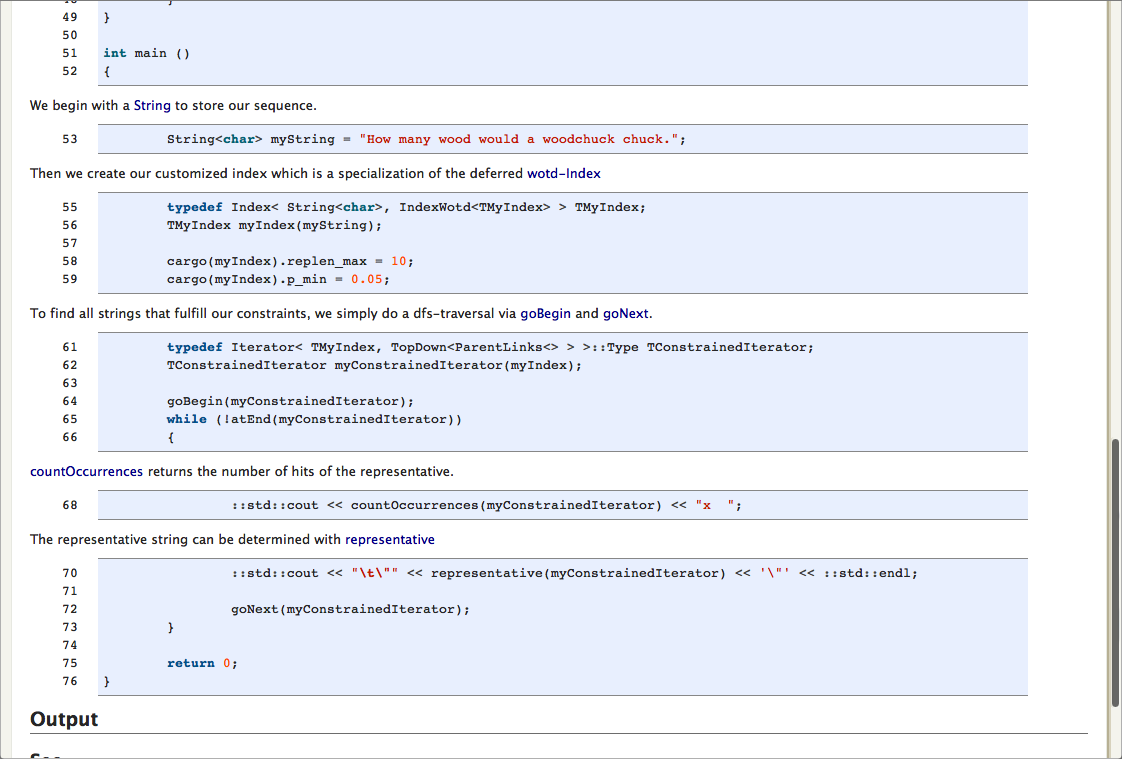 49 }
50
51 int main ()
52 {
We begin with a String to store our sequence.
53 String<char> myString = "How many wood would a woodchuck chuck.";
Then we create our customized index which is a specialization of the deferred wotd-Index
55 typedef Index< String<char>, IndexWotd<TMyIndex> > TMyIndex;
56 TMyIndex myIndex(myString);
57
58 cargo(myIndex).replen_max = 10;
59 cargo(myIndex).p_min = 0.05;
To find all strings that fulfill our constraints, we simply do a dfs-traversal via goBegin and goNext.
61 typedef Iterator< TMyIndex, TopDown<ParentLinks<> > >::Type TConstrainedIterator;
62 TConstrainedIterator myConstrainedIterator(myIndex);
63
64 goBegin(myConstrainedIterator);
65 while (!atEnd(myConstrainedIterator))
66 {
countOccurrences returns the number of hits of the representative.
68 ::std::cout << countOccurrences(myConstrainedIterator) << "x  ";
The representative string can be determined with representative
70 ::std::cout << "\t\"" << representative(myConstrainedIterator) << '\"' << ::std::endl;
71
72 goNext(myConstrainedIterator);
73 }
74
75 return 0;
76 }
Output